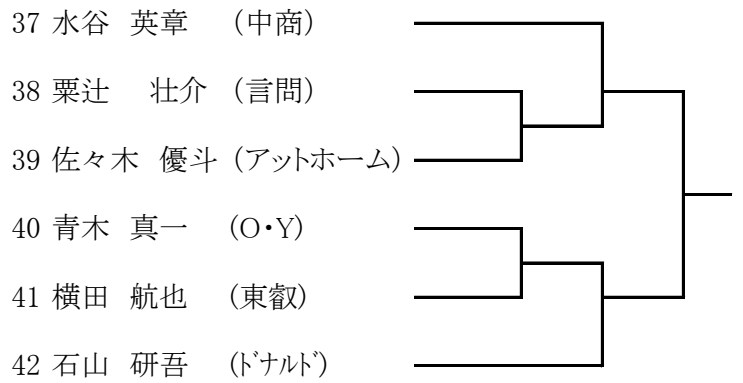 37 水谷 英章 (中商)
38 粟辻 壮介 (言問)
39 佐々木 優斗 (アットホーム)
40 青木 真一 (O・Y)
41 横田 航也 (東叡)
42 石山 研吾 (ﾄﾞﾅﾙﾄﾞ)